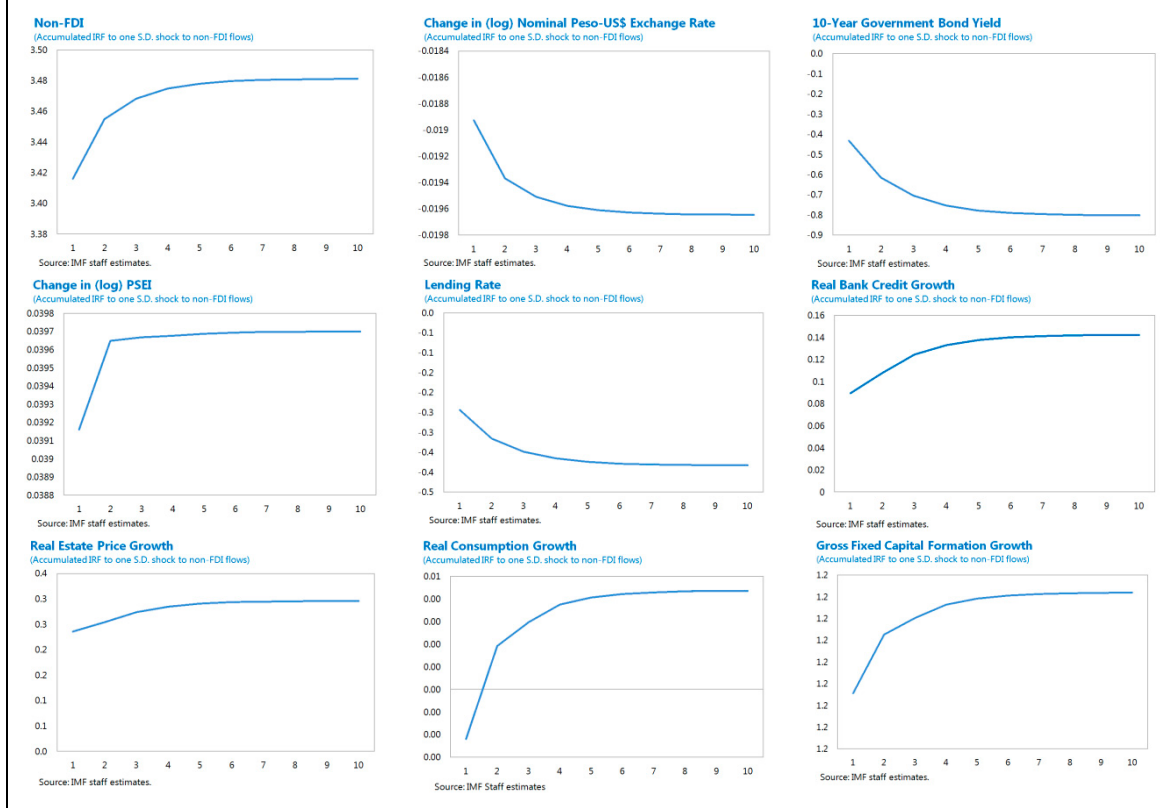 Non-FDI
(Accumulated IRF to one S.D. shock to non-FDI flows)
3.50
3.48
3.46
3.44
3.42
3.40
3.38
1 2 3 4 5 6 7 8 9 10
Source: IMF staff estimates.
Change in (log) Nominal Peso-US$ Exchange Rate
(Accumulated IRF to one S.D. shock to non-FDI flows)
-0.0184
-0.0186
-0.0188
-0.019
-0.0192
-0.0194
-0.0196
-0.0198
1 2 3 4 5 6 7 8 9 10
Source: IMF staff estimates.
10-Year Government Bond Yield
(Accumulated IRF to one S.D. shock to non-FDI flows)
0.0
-0.1
-0.2
-0.3
-0.4
-0.5
-0.6
-0.7
-0.8
-0.9
1 2 3 4 5 6 7 8 9 10
Source: IMF staff estimates.
Change in (log) PSEI
(Accumulated IRF to one S.D. shock to non-FDI flows)
0.0398
0.0397
0.0396
0.0395
0.0394
0.0393
0.0392
0.0391
0.039
0.0389
0.0388
1 2 3 4 5 6 7 8 9 10
Source: IMF staff estimates.
Lending Rate
(Accumulated IRF to one S.D. shock to non-FDI flows)
0.0
-0.1
-0.1
-0.2
-0.2
-0.3
-0.3
-0.4
-0.4
-0.5
1 2 3 4 5 6 7 8 9 10
Source: IMF staff estimates.
Real Bank Credit Growth
(Accumulated IRF to one S.D. shock to non-FDI flows)
0.16
0.14
0.12
0.1
0.08
0.06
0.04
0.02
0
1 2 3 4 5 6 7 8 9 10
Source: IMF staff estimates.
Real Estate Price Growth
(Accumulated IRF to one S.D. shock to non-FDI flows)
0.4
0.3
0.3
0.2
0.2
0.1
0.1
0.0
1 2 3 4 5 6 7 8 9 10
Source: IMF staff estimates.
Real Consumption Growth
(Accumulated IRF to one S.D. shock to non-FDI flows)
0.01
0.00
0.00
0.00
0.00
0.00
0.00
0.00
0.00
1 2 3 4 5 6 7 8 9 10
Source: IMF Staff estimates
Gross Fixed Capital Formation Growth
(Accumulated IRF to one S.D. shock to non-FDI flows)
1.2
1.2
1.2
1.2
1.2
1.2
1.2
1.2
1.2
1 2 3 4 5 6 7 8 9 10
Source: IMF staff estimates.